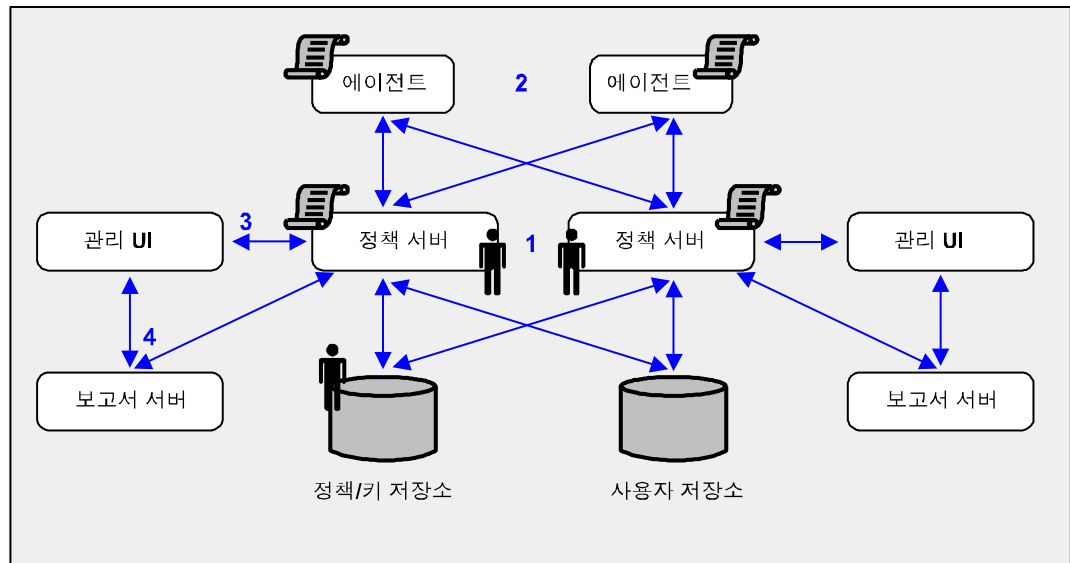 에이전트
2
에이전트
관리 UI
3
정책 서버
1
정책 서버
관리 UI
4
보고서 서버
보고서 서버
정책/키 저장소
사용자 저장소